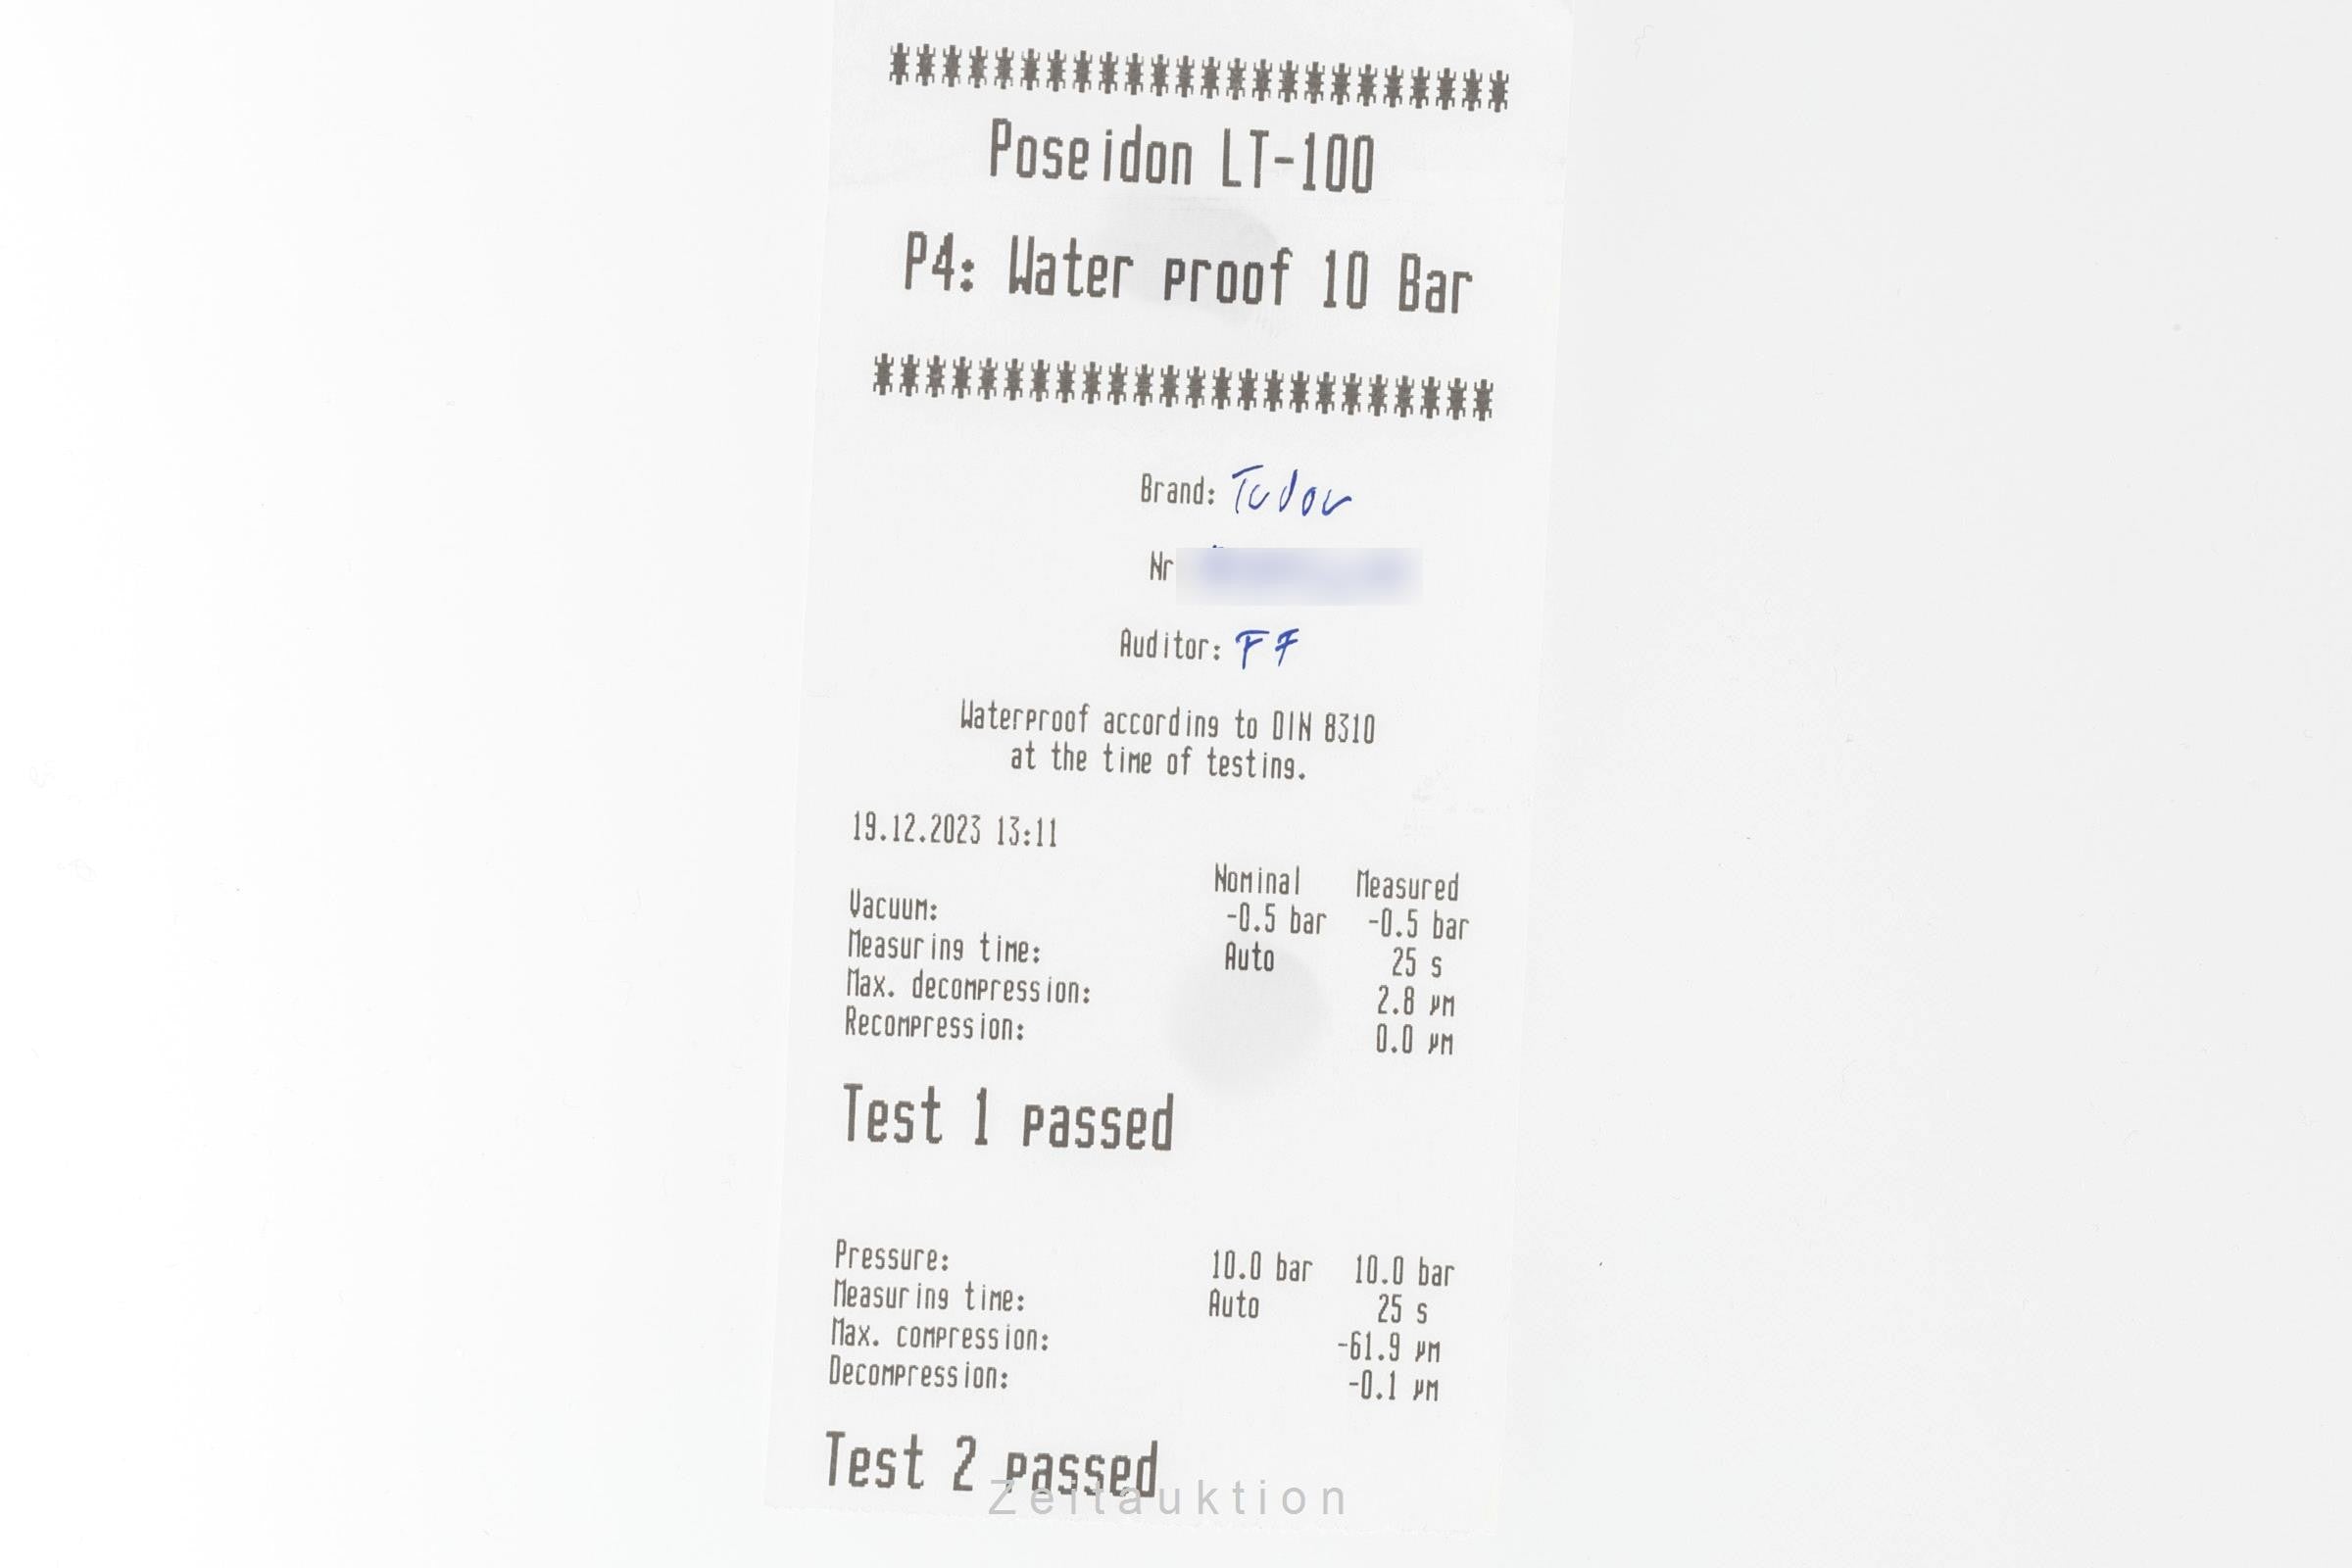 ************************
Poseidon LT-100
P4: Water proof 10 Bar
************************
Brand: Tudor
Nr
Auditor: FF
Waterproof according to DIN 8310
at the time of testing.
19.12.2023 13:11
Nominal Measured
Vacuum: -0.5 bar -0.5 bar
Measuring time: Auto 25 s
Max. decompression: 2.8 µm
Recompression: 0.0 µm
Test 1 passed
Pressure: 10.0 bar 10.0 bar
Measuring time: Auto 25 s
Max. compression: -61.9 µm
Decompression: -0.1 µm
Test 2 passed
Zeitauktion